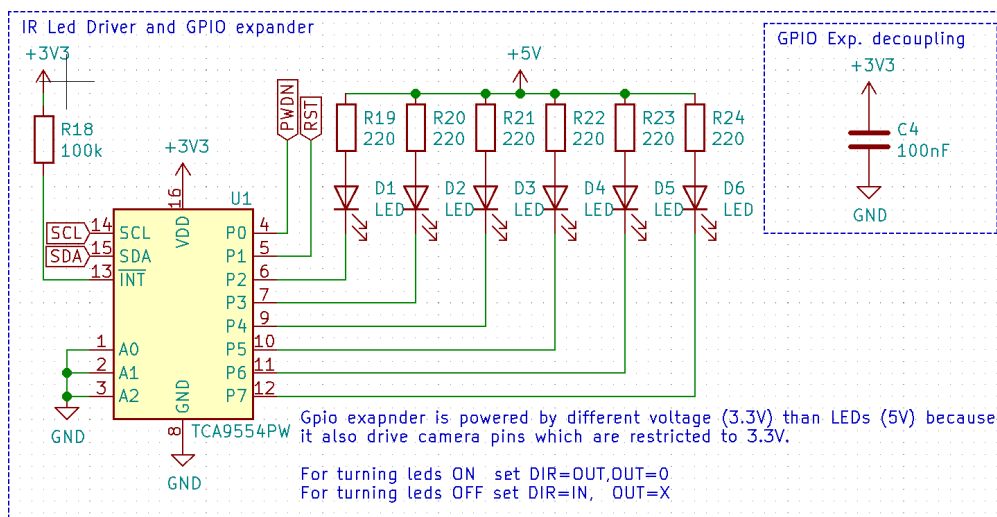 IR Led Driver and GPIO expander
GPIO Exp. decoupling
+3V3
+5V
+3V3
PWDN
RST
R18
100k
R19
220
R20
220
R21
220
R22
220
R23
220
R24
220
C4
100nF
GND
+3V3
D1
LED
D2
LED
D3
LED
D4
LED
D5
LED
D6
LED
U1
16
VDD
SCL 14 SCL
SDA 15 SDA
13 INT
P0 4
P1 5
P2 6
P3 7
P4 9
P5 10
P6 11
P7 12
1 A0
2 A1
3 A2
GND
GND
8
TCA9554PW
GND
Gpio exapnder is powered by different voltage (3.3V) than LEDs (5V) because
it also drive camera pins which are restricted to 3.3V.
For turning leds ON set DIR=OUT,OUT=0
For turning leds OFF set DIR=IN, OUT=X